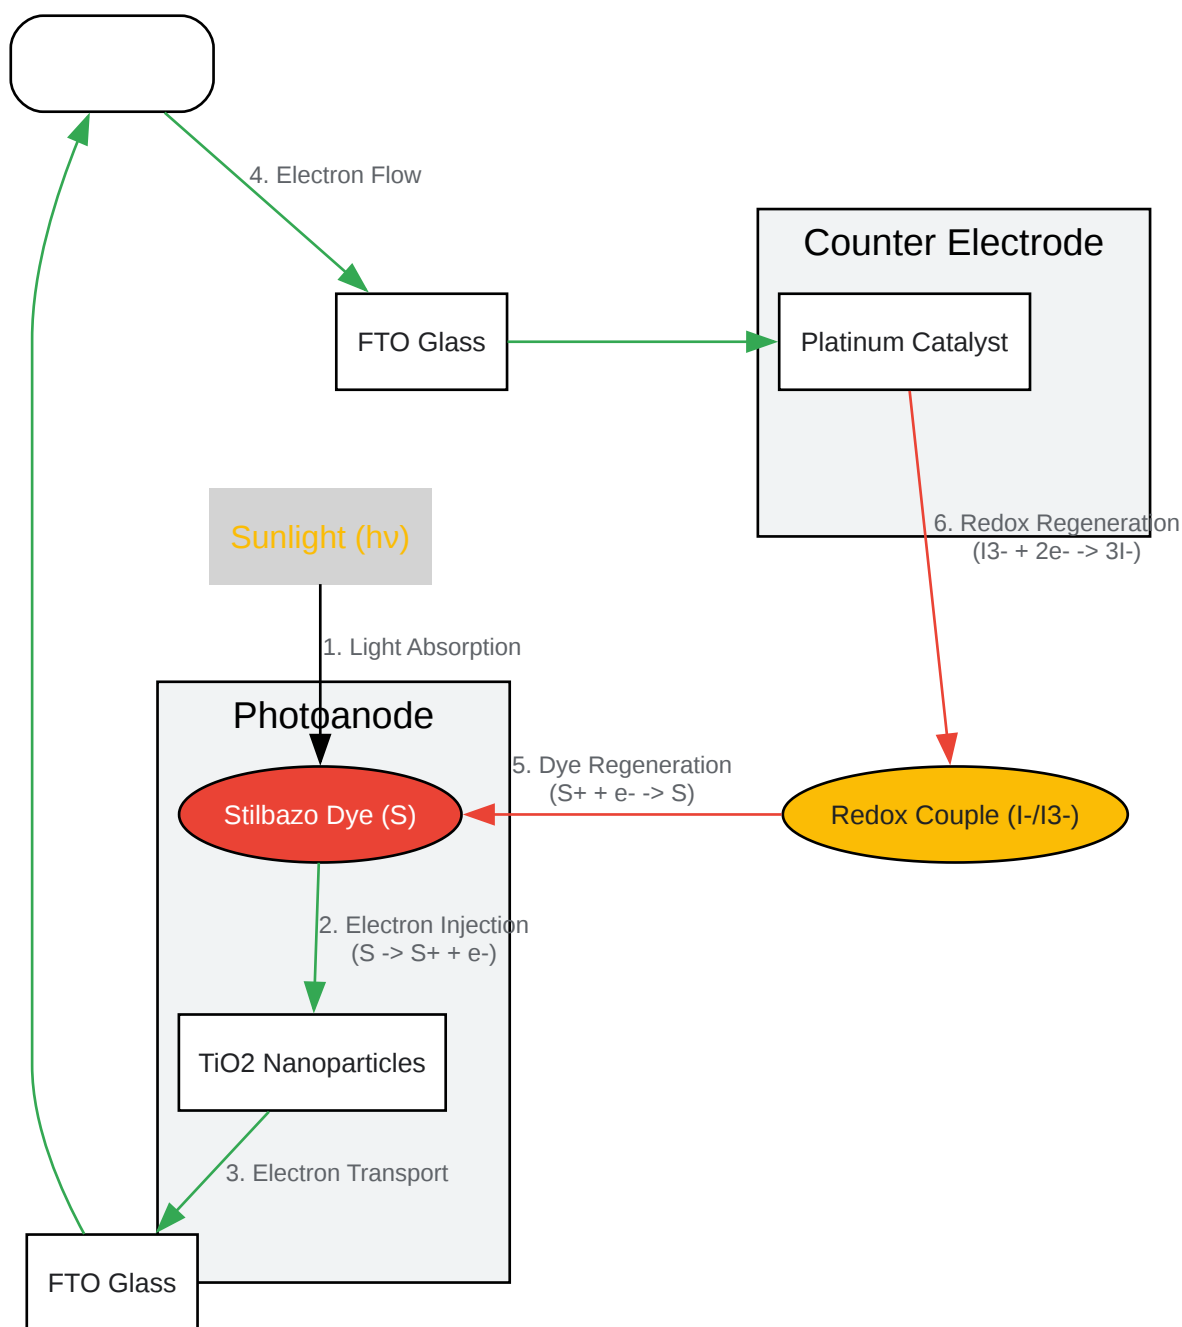 4. Electron Flow
Counter Electrode
FTO Glass
Platinum Catalyst
Sunlight (hν)
6. Redox Regeneration
(I3- + 2e- -> 3I-)
1. Light Absorption
Photoanode
5. Dye Regeneration
(S+ + e- -> S)
Stilbazo Dye (S)
Redox Couple (I-/I3-)
2. Electron Injection
(S -> S+ + e-)
TiO2 Nanoparticles
3. Electron Transport
FTO Glass